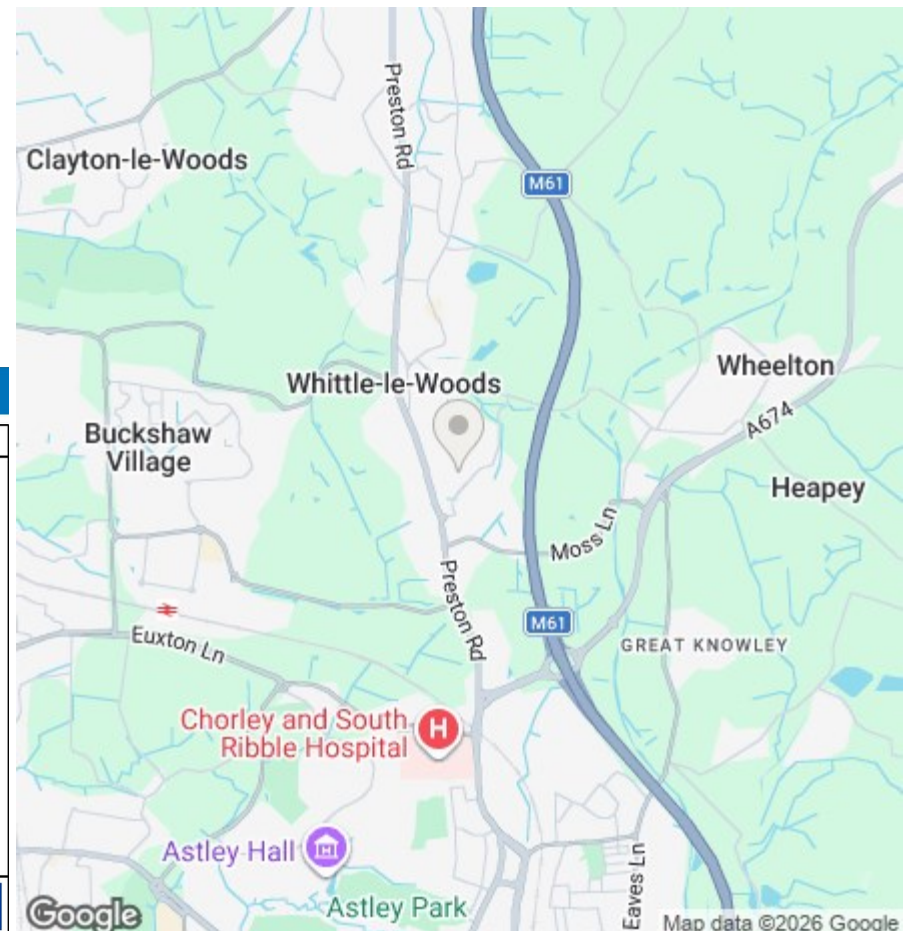 Preston Rd
Clayton-le-Woods
M61
Wheelton
Whittle-le-Woods
A674
Buckshaw
Village
Heapey
Moss Ln
Preston Rd
M61
Euxton Ln
GREAT KNOWLEY
Chorley and South
Ribble Hospital
H
Astley Hall
Eaves Ln
Astley Park
Google
Map data ©2026 Google